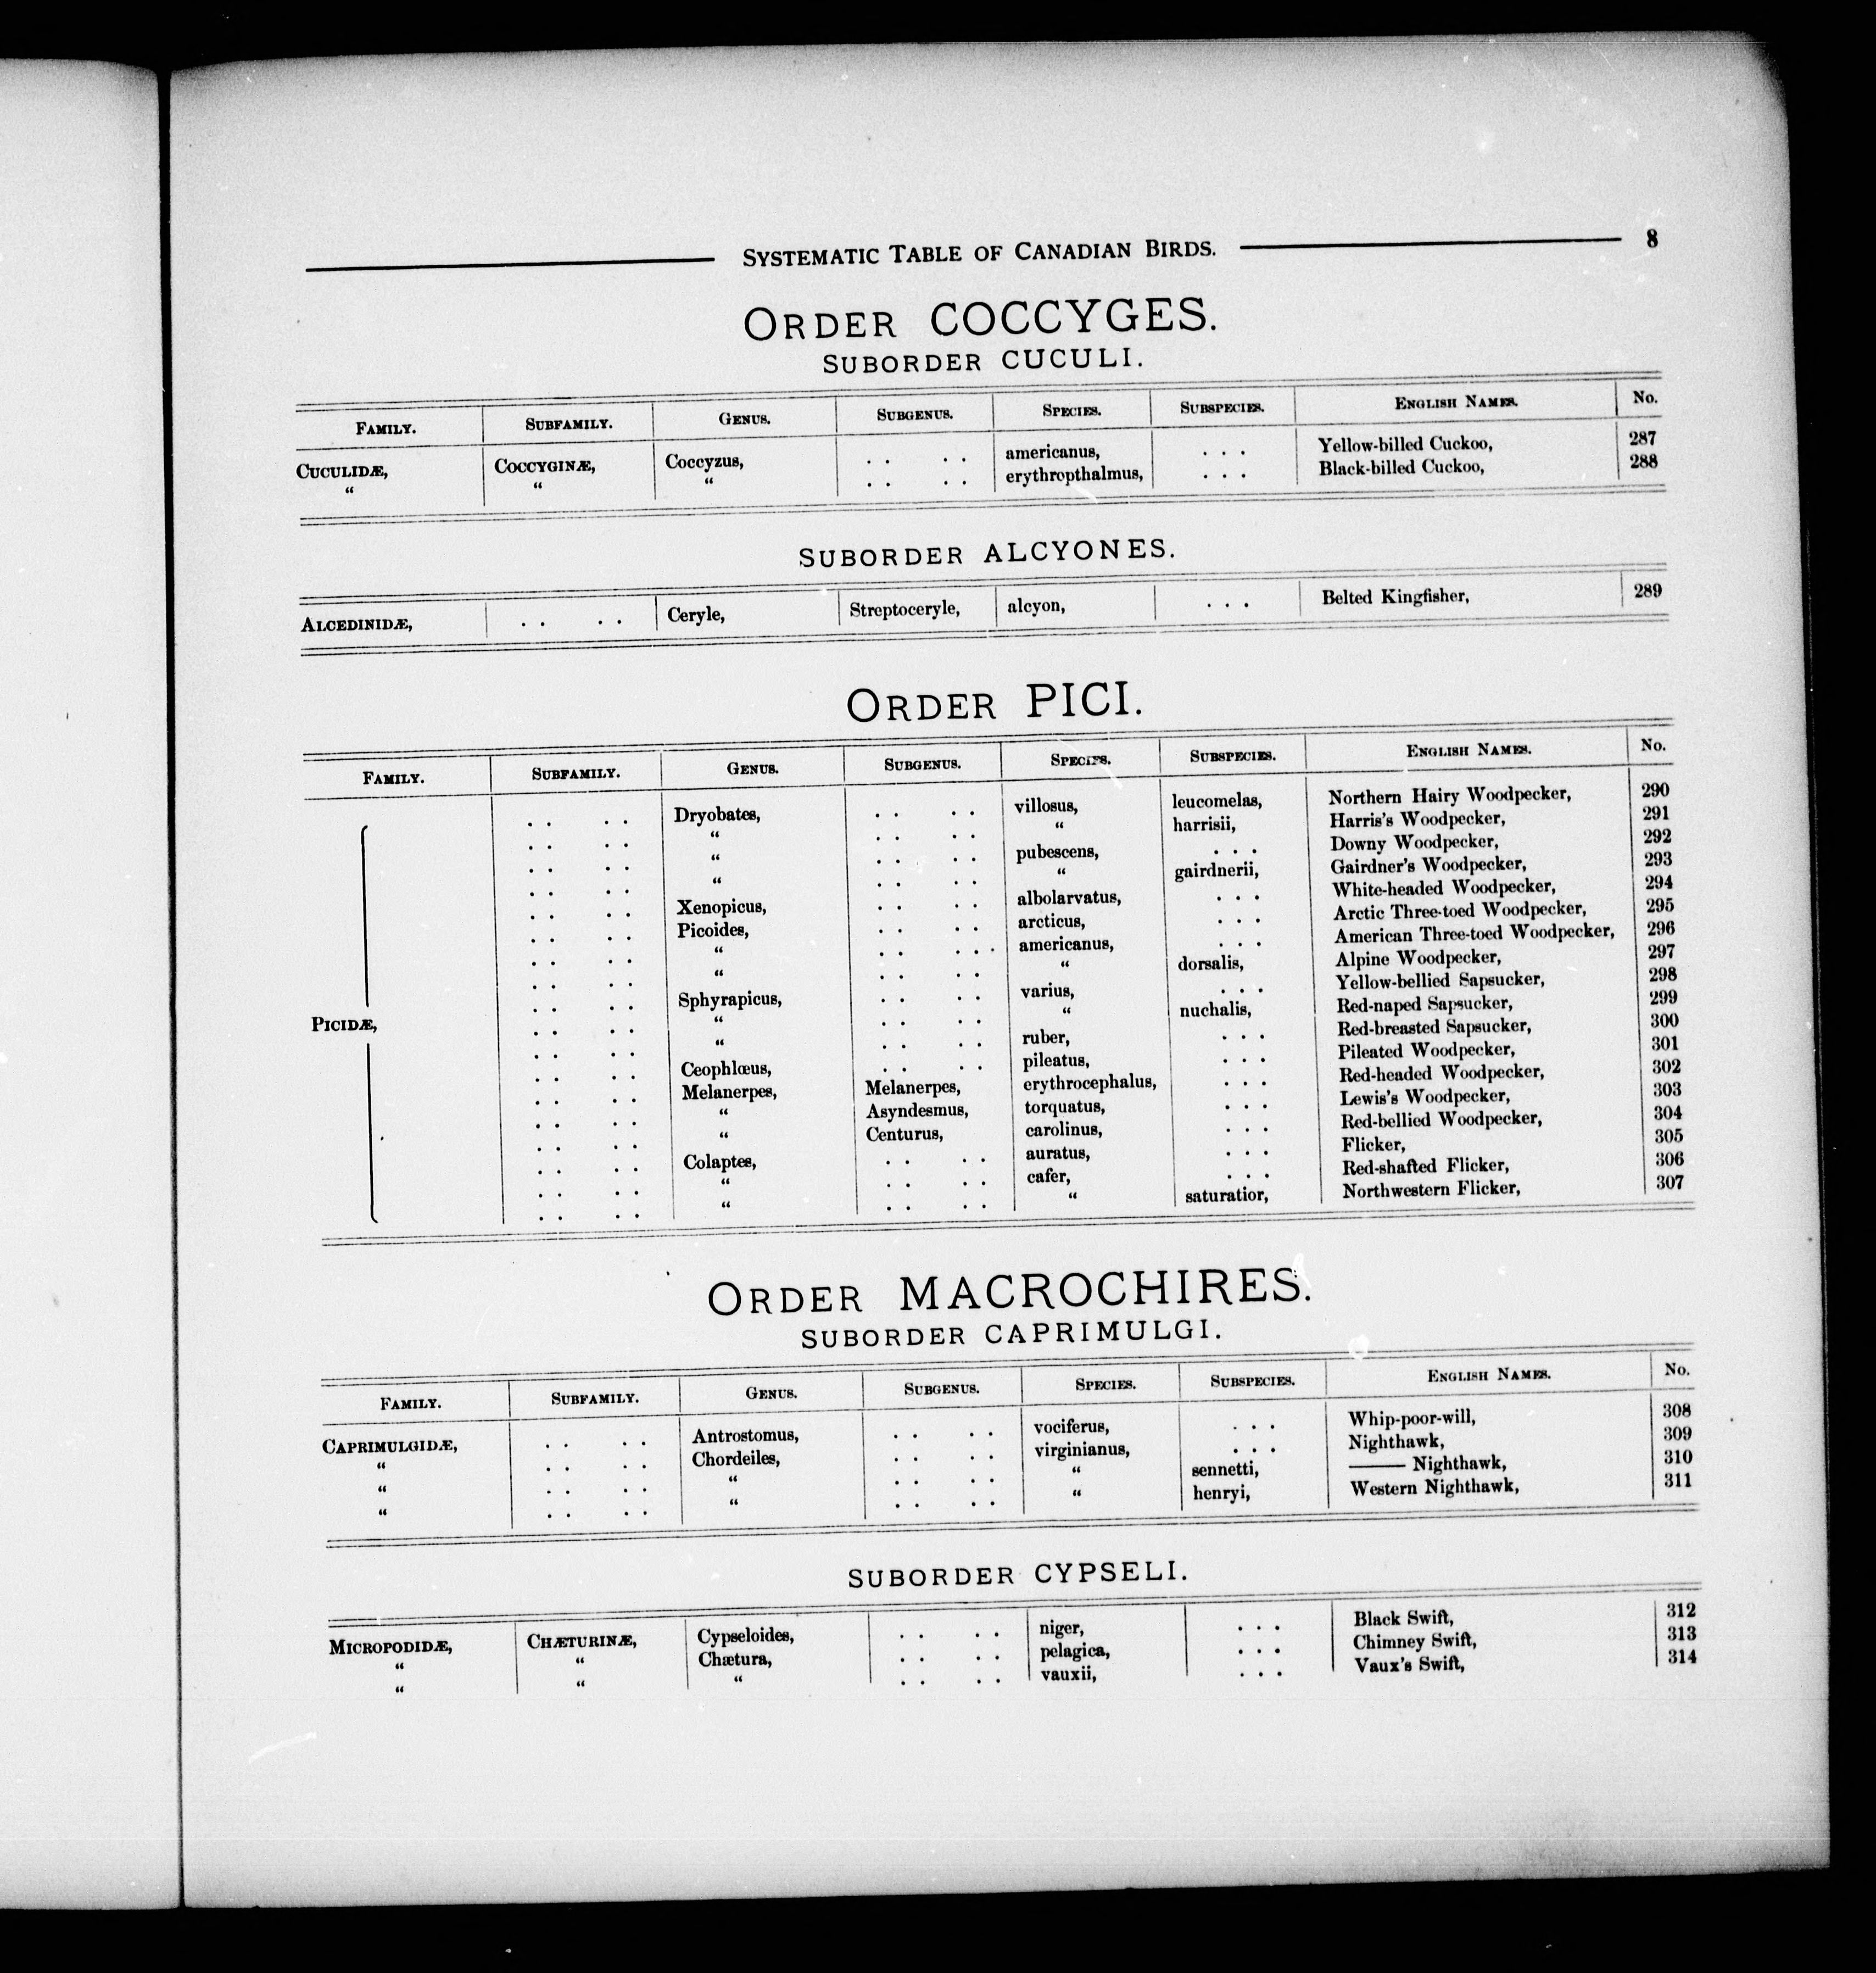 SYSTEMATIC TABLE OF CANADIAN BIRDS. 8
ORDER COCCYGES.
SUBORDER CUCULI.
FAMILY. SUBFAMILY. GENUS. SUBGENUS. SPECIES. SUBSPECIES. ENGLISH NAMES. No.
CUCULIDÆ, COCCYGINÆ, Coccyzus, . . . . americanus, . . . Yellow-billed Cuckoo, 287
“ “ “ . . . . erythropthalmus, . . . Black-billed Cuckoo, 288
SUBORDER ALCYONES.
ALCEDINIDÆ, . . . . Ceryle, Streptoceryle, alcyon, . . . Belted Kingfisher, 289
ORDER PICI.
FAMILY. SUBFAMILY. GENUS. SUBGENUS. SPECIES. SUBSPECIES. ENGLISH NAMES. No.
. . . . Dryobates, . . . . villosus, leucomelas, Northern Hairy Woodpecker, 290
. . . . “ . . . . “ harrisii, Harris's Woodpecker, 291
. . . . “ . . . . pubescens, . . . Downy Woodpecker, 292
. . . . “ . . . . “ gairdnerii, Gairdner's Woodpecker, 293
. . . . Xenopicus, . . . . albolarvatus, . . . White-headed Woodpecker, 294
. . . . Picoides, . . . . arcticus, . . . Arctic Three-toed Woodpecker, 295
. . . . “ . . . . americanus, . . . American Three-toed Woodpecker, 296
. . . . “ . . . . “ dorsalis, Alpine Woodpecker, 297
. . . . Sphyrapicus, . . . . varius, . . . Yellow-bellied Sapsucker, 298
PICIDÆ, . . . . “ . . . . “ nuchalis, Red-naped Sapsucker, 299
. . . . “ . . . . ruber, . . . Red-breasted Sapsucker, 300
. . . . Ceophlœus, . . . . pileatus, . . . Pileated Woodpecker, 301
. . . . Melanerpes, Melanerpes, erythrocephalus, . . . Red-headed Woodpecker, 302
. . . . “ Asyndesmus, torquatus, . . . Lewis's Woodpecker, 303
. . . . “ Centurus, carolinus, . . . Red-bellied Woodpecker, 304
. . . . Colaptes, . . . . auratus, . . . Flicker, 305
. . . . “ . . . . cafer, . . . Red-shafted Flicker, 306
. . . . “ . . . . “ saturatior, Northwestern Flicker, 307
ORDER MACROCHIRES.
SUBORDER CAPRIMULGI.
FAMILY. SUBFAMILY. GENUS. SUBGENUS. SPECIES. SUBSPECIES. ENGLISH NAMES. No.
CAPRIMULGIDÆ, . . . . Antrostomus, . . . . vociferus, . . . Whip-poor-will, 308
“ . . . . Chordeiles, . . . . virginianus, . . . Nighthawk, 309
“ . . . . “ . . . . “ sennetti, —— Nighthawk, 310
“ . . . . “ . . . . “ henryi, Western Nighthawk, 311
SUBORDER CYPSELI.
MICROPODIDÆ, CHÆTURINÆ, Cypseloides, . . . . niger, . . . Black Swift, 312
“ “ Chætura, . . . . pelagica, . . . Chimney Swift, 313
“ “ “ . . . . vauxii, . . . Vaux's Swift, 314